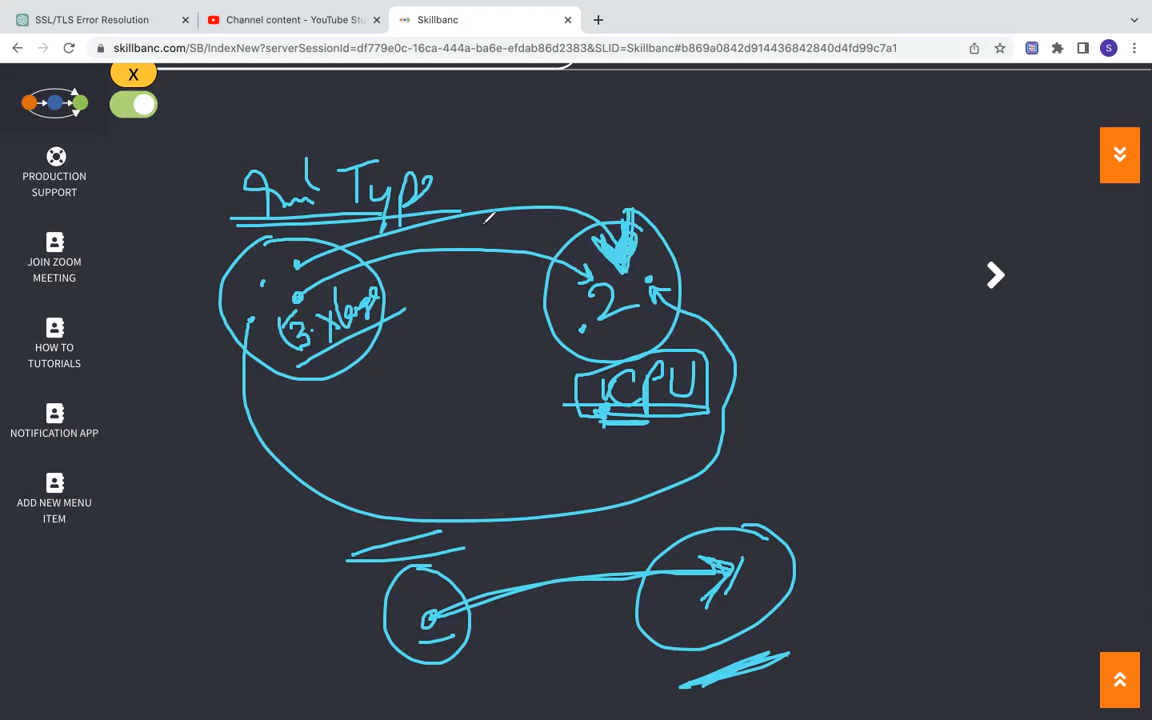 SSL/TLS Error Resolution
Channel content - YouTube Stu
Skillbanc
skillbanc.com/SB/IndexNew?serverSessionId=df779e0c-16ca-444a-ba6e-efdab86d2383&SLID=Skillbanc#b869a0842d914436842840d4fd99c7a1
S
X
PRODUCTION
SUPPORT
JOIN ZOOM
MEETING
HOW TO
TUTORIALS
NOTIFICATION APP
ADD NEW MENU
ITEM
Typ
3.
2
CPU